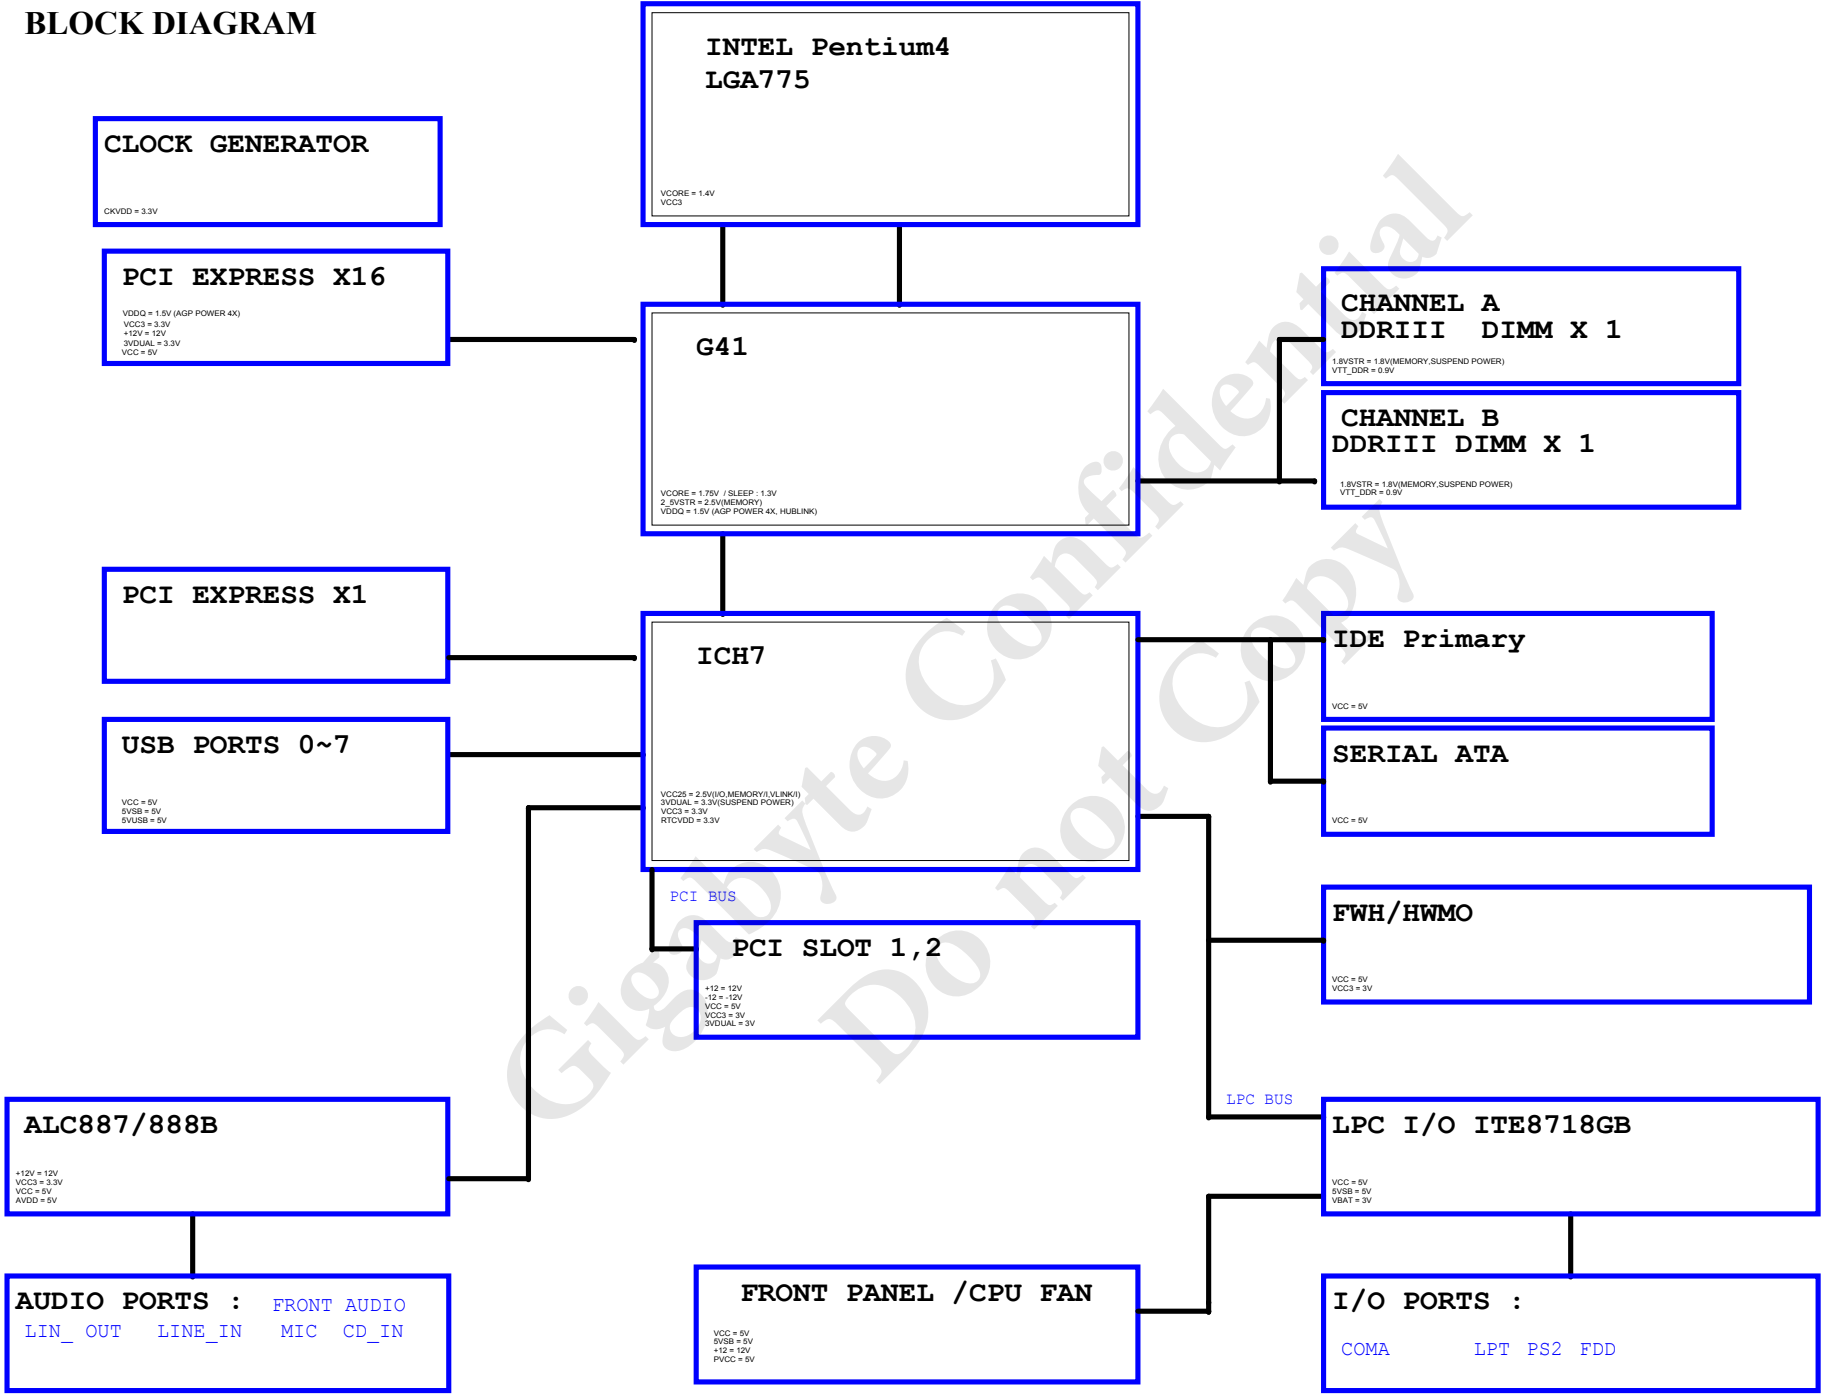 BLOCK DIAGRAM
INTEL Pentium4
LGA775
VCORE = 1.4V
VCC3
CLOCK GENERATOR
CKVDD = 3.3V
PCI EXPRESS X16
VDDQ = 1.5V (AGP POWER 4X)
VCC3 = 3.3V
+12V = 12V
3VDUAL = 3.3V
VCC = 5V
G41
VCORE = 1.75V / SLEEP : 1.3V
2_5VSTR = 2.5V(MEMORY)
VDDQ = 1.5V (AGP POWER 4X, HUBLINK)
CHANNEL A
DDRIII DIMM X 1
1.8VSTR = 1.8V(MEMORY,SUSPEND POWER)
VTT_DDR = 0.9V
CHANNEL B
DDRIII DIMM X 1
1.8VSTR = 1.8V(MEMORY,SUSPEND POWER)
VTT_DDR = 0.9V
PCI EXPRESS X1
USB PORTS 0~7
VCC = 5V
5VSB = 5V
5VUSB = 5V
ICH7
VCC25 = 2.5V(I/O,MEMORY/I,VLINK/I)
3VDUAL = 3.3V(SUSPEND POWER)
VCC3 = 3.3V
RTCVDD = 3.3V
IDE Primary
VCC = 5V
SERIAL ATA
VCC = 5V
PCI BUS
PCI SLOT 1,2
+12 = 12V
-12 = -12V
VCC = 5V
VCC3 = 3V
3VDUAL = 3V
FWH/HWMO
VCC = 5V
VCC3 = 3V
LPC BUS
LPC I/O ITE8718GB
VCC = 5V
5VSB = 5V
VBAT = 3V
ALC887/888B
+12V = 12V
VCC3 = 3.3V
VCC = 5V
AVDD = 5V
AUDIO PORTS : FRONT AUDIO
LIN_ OUT LINE_IN MIC CD_IN
FRONT PANEL /CPU FAN
VCC = 5V
5VSB = 5V
+12 = 12V
PVCC = 5V
I/O PORTS :
COMA LPT PS2 FDD
Gigabyte Confidential
Do not Copy